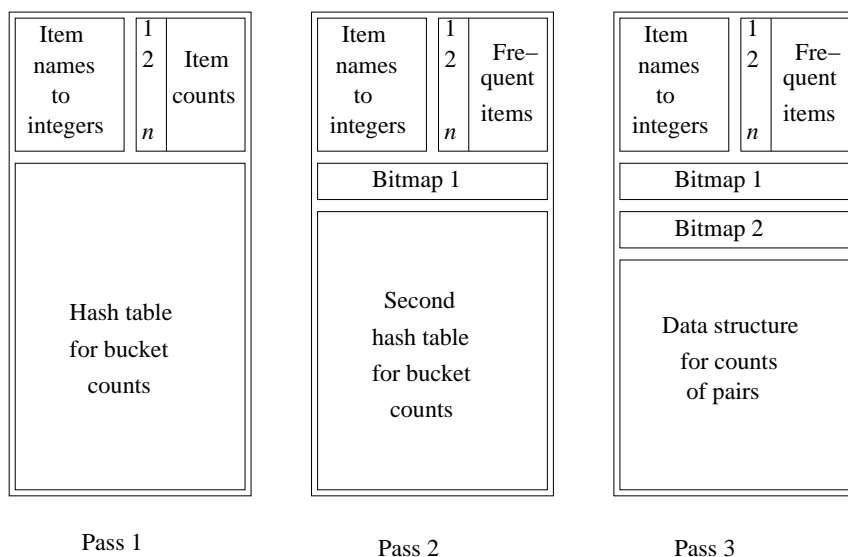 Item
names
to
integers
1
2
n
Item
counts
Hash table
for bucket
counts
Pass 1
Item
names
to
integers
1
2
n
Fre–
quent
items
Bitmap 1
Second
hash table
for bucket
counts
Pass 2
Item
names
to
integers
1
2
n
Fre–
quent
items
Bitmap 1
Bitmap 2
Data structure
for counts
of pairs
Pass 3